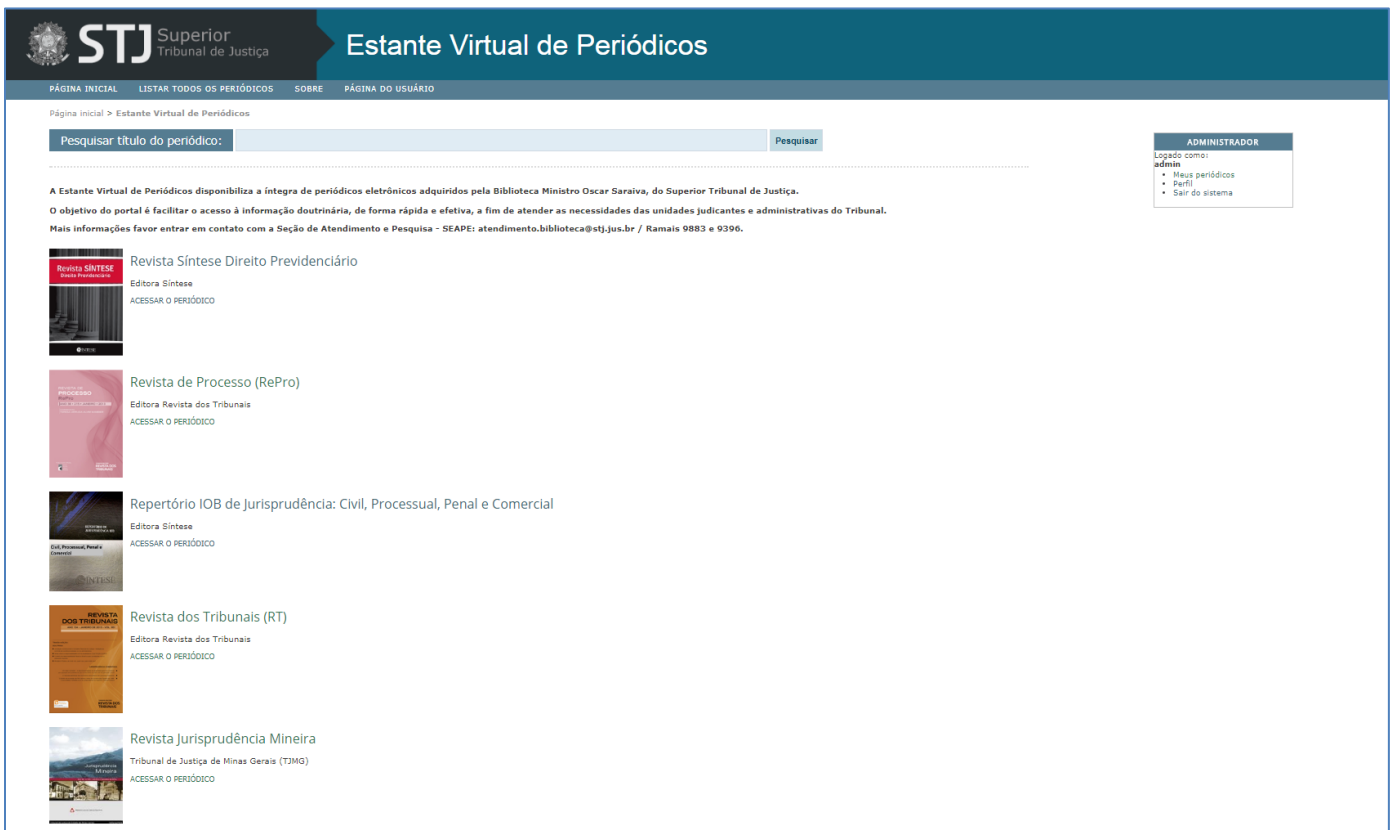 STJ Superior
Tribunal de Justiça
Estante Virtual de Periódicos
PÁGINA INICIAL LISTAR TODOS OS PERIÓDICOS SOBRE PÁGINA DO USUÁRIO
Página inicial > Estante Virtual de Periódicos
Pesquisar título do periódico: Pesquisar
ADMINISTRADOR
Logado como:
admin
• Meus periódicos
• Perfil
• Sair do sistema
A Estante Virtual de Periódicos disponibiliza a íntegra de periódicos eletrônicos adquiridos pela Biblioteca Ministro Oscar Saraiva, do Superior Tribunal de Justiça.
O objetivo do portal é facilitar o acesso à informação doutrinária, de forma rápida e efetiva, a fim de atender as necessidades das unidades judicantes e administrativas do Tribunal.
Mais informações favor entrar em contato com a Seção de Atendimento e Pesquisa - SEAPE: atendimento.biblioteca@stj.jus.br / Ramais 9883 e 9396.
Revista SÍNTESE
Direito Previdenciário
Revista Síntese Direito Previdenciário
Editora Síntese
ACESSAR O PERIÓDICO
PROCESSO
Revista de Processo (RePro)
Editora Revista dos Tribunais
ACESSAR O PERIÓDICO
Civil, Processual, Penal e
Comercial
Repertório IOB de Jurisprudência: Civil, Processual, Penal e Comercial
Editora Síntese
ACESSAR O PERIÓDICO
REVISTA
DOS TRIBUNAIS
Revista dos Tribunais (RT)
Editora Revista dos Tribunais
ACESSAR O PERIÓDICO
Jurisprudência
Mineira
Revista Jurisprudência Mineira
Tribunal de Justiça de Minas Gerais (TJMG)
ACESSAR O PERIÓDICO